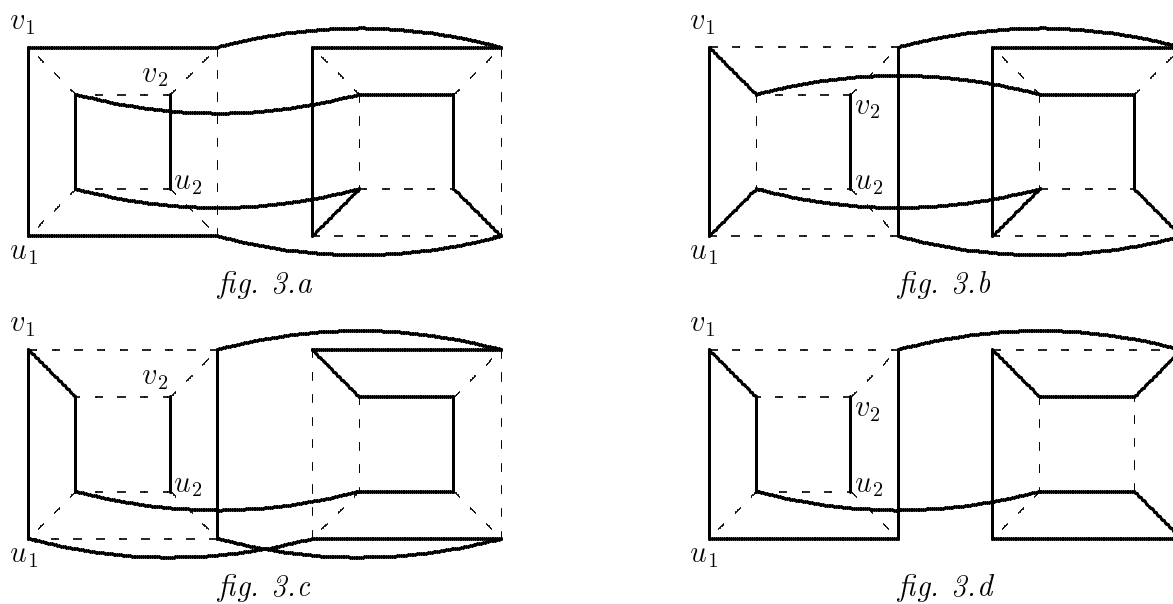 v₁ v₁
v₂ v₂
u₂ u₂
u₁ u₁
fig. 3.a fig. 3.b
v₁ v₁
v₂ v₂
u₂ u₂
u₁ u₁
fig. 3.c fig. 3.d